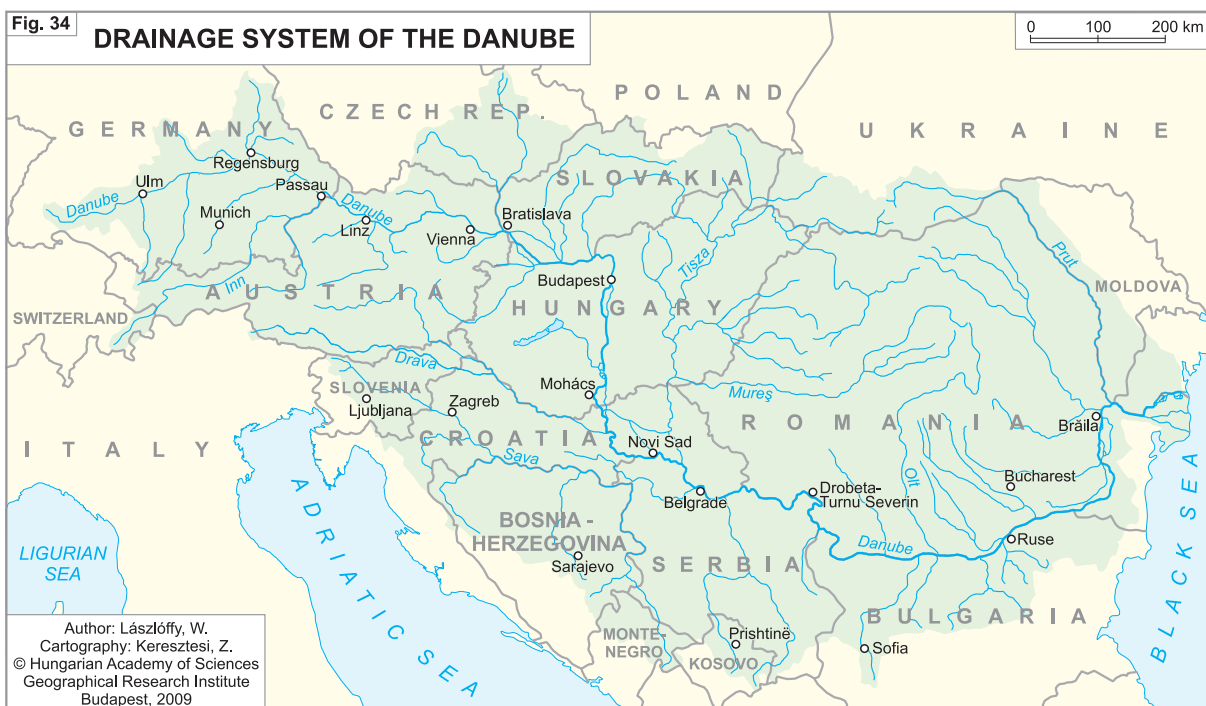 Fig. 34
DRAINAGE SYSTEM OF THE DANUBE
0 100 200 km
POLAND
CZECH REP.
GERMANY
UKRAINE
Regensburg
SLOVAKIA
Ulm
Passau
Danube
Danube
Munich
Linz
Vienna
Bratislava
Prut
Tisza
Budapest
Inn
AUSTRIA
HUNGARY
MOLDOVA
SWITZERLAND
Drava
Mohács
SLOVENIA
Mureș
Ljubljana
Zagreb
ROMANIA
Brăila
ITALY
CROATIA
Novi Sad
Sava
Olt
Bucharest
Belgrade
Drobeta-
Turnu Severin
ADRIATIC SEA
BLACK SEA
BOSNIA -
HERZEGOVINA
Danube
Ruse
LIGURIAN
SEA
Sarajevo
SERBIA
BULGARIA
MONTE-
NEGRO
Prishtinë
KOSOVO
Sofia
Author: Lászlóffy, W.
Cartography: Keresztesi, Z.
© Hungarian Academy of Sciences
Geographical Research Institute
Budapest, 2009